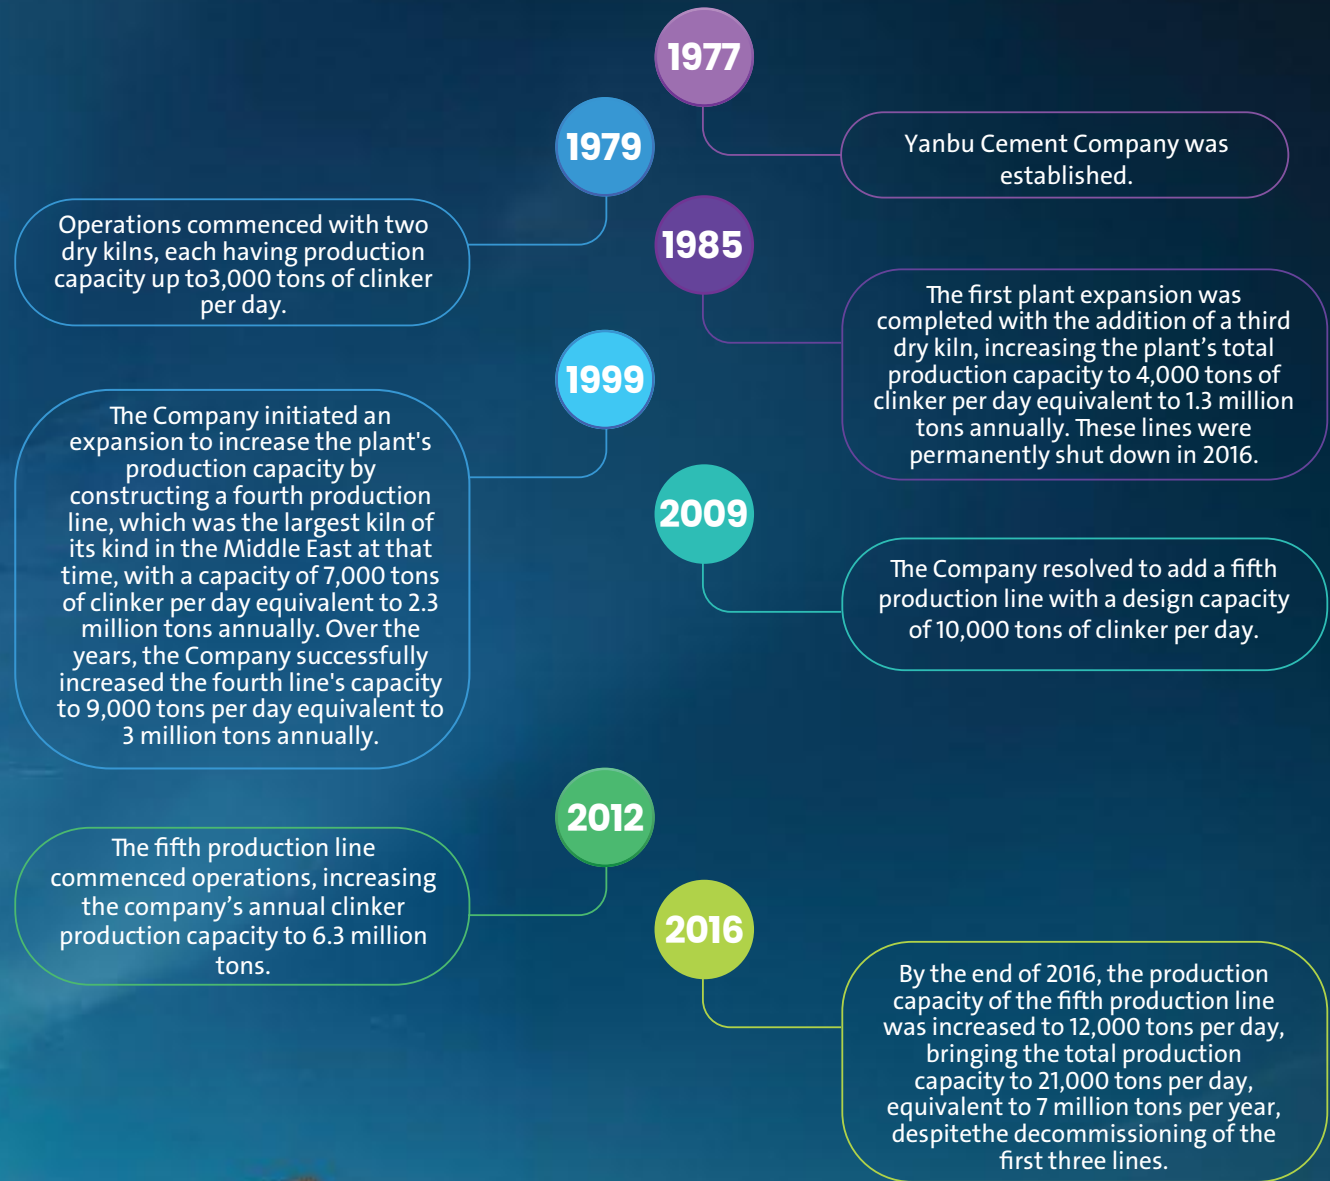 1977
Yanbu Cement Company was
established.
1979
Operations commenced with two
dry kilns, each having production
capacity up to3,000 tons of clinker
per day.
1985
The first plant expansion was
completed with the addition of a third
dry kiln, increasing the plant’s total
production capacity to 4,000 tons of
clinker per day equivalent to 1.3 million
tons annually. These lines were
permanently shut down in 2016.
1999
The Company initiated an
expansion to increase the plant's
production capacity by
constructing a fourth production
line, which was the largest kiln of
its kind in the Middle East at that
time, with a capacity of 7,000 tons
of clinker per day equivalent to 2.3
million tons annually. Over the
years, the Company successfully
increased the fourth line's capacity
to 9,000 tons per day equivalent to
3 million tons annually.
2009
The Company resolved to add a fifth
production line with a design capacity
of 10,000 tons of clinker per day.
2012
The fifth production line
commenced operations, increasing
the company’s annual clinker
production capacity to 6.3 million
tons.
2016
By the end of 2016, the production
capacity of the fifth production line
was increased to 12,000 tons per day,
bringing the total production
capacity to 21,000 tons per day,
equivalent to 7 million tons per year,
despitethe decommissioning of the
first three lines.